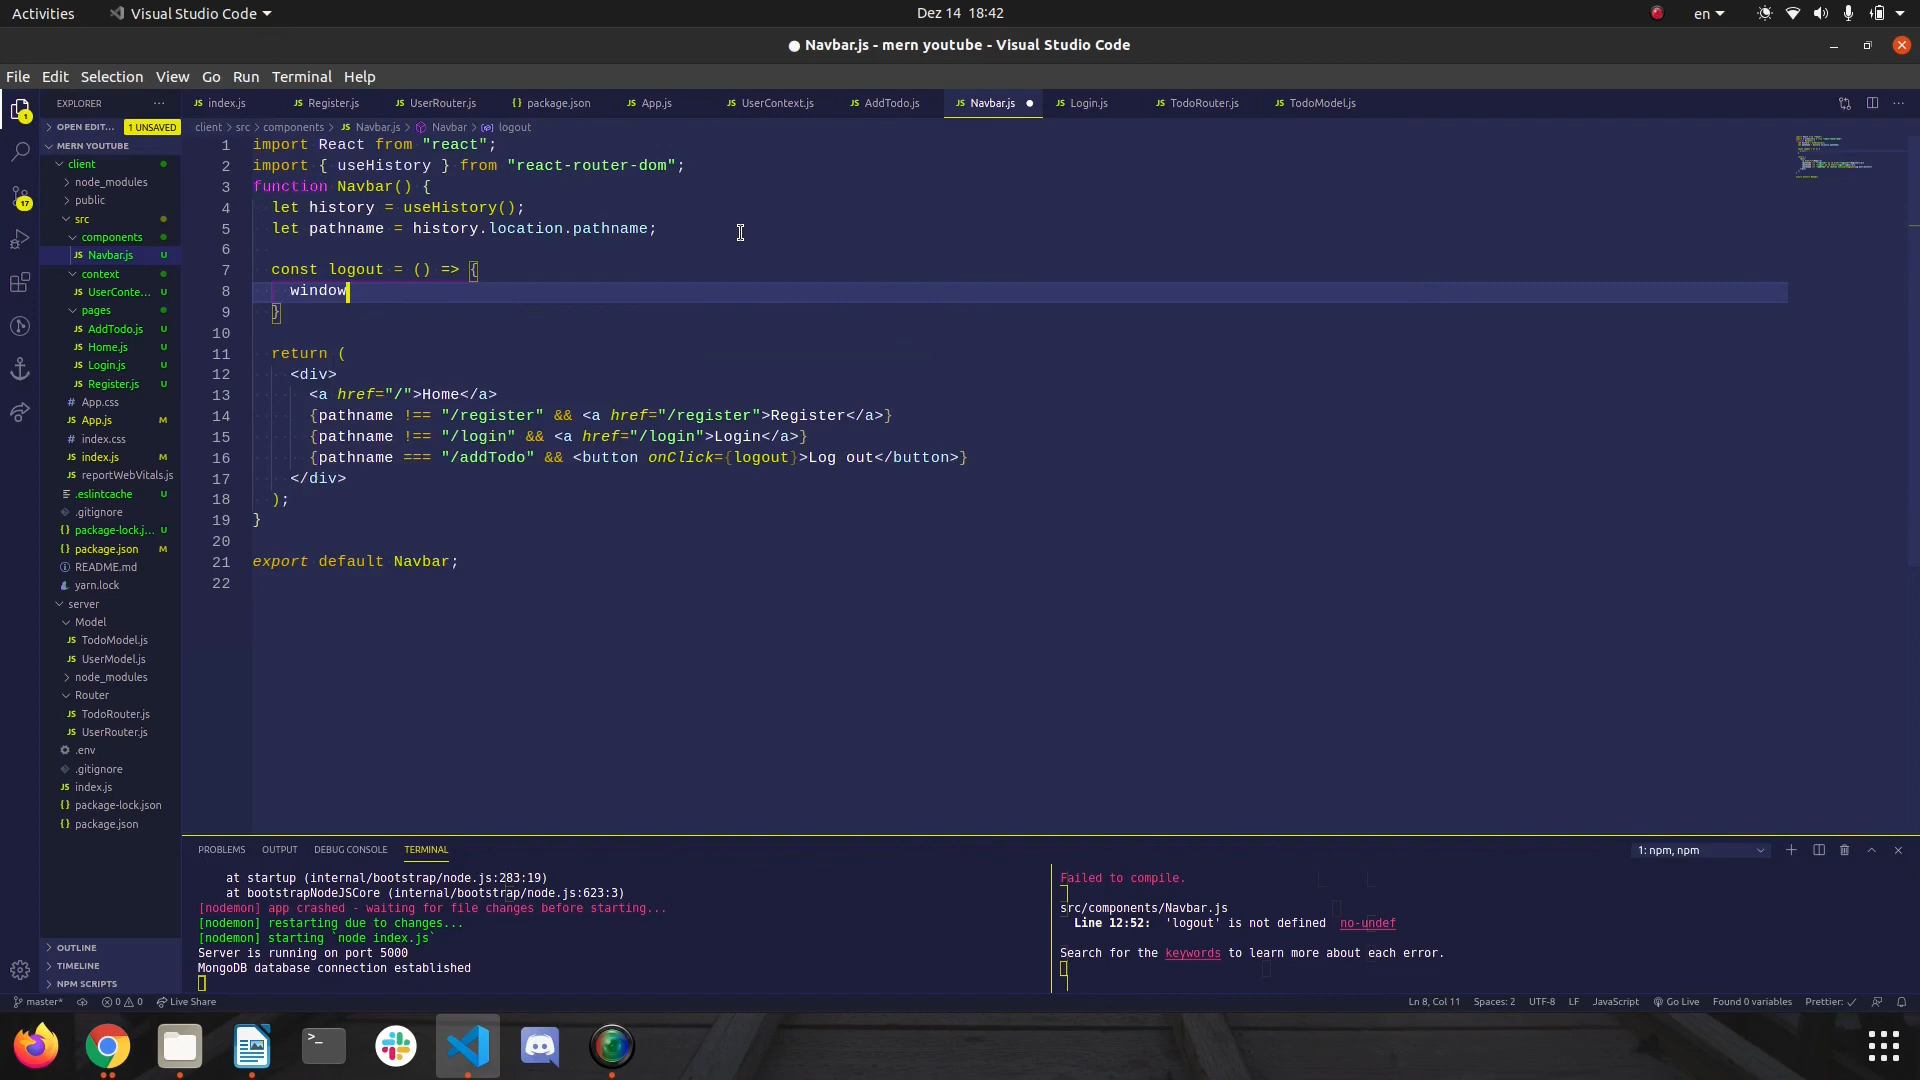 Activities
Visual Studio Code
Dez 14 18:42
en
Navbar.js - mern youtube - Visual Studio Code
File Edit Selection View Go Run Terminal Help
EXPLORER
index.js
Register.js
UserRouter.js
package.json
App.js
UserContext.js
AddTodo.js
Navbar.js
Login.js
TodoRouter.js
TodoModel.js
OPEN EDIT... 1 UNSAVED
MERN YOUTUBE
client
node_modules
public
src
components
Navbar.js U
context
UserConte... U
pages
AddTodo.js U
Home.js U
Login.js U
Register.js U
App.css
App.js M
index.css
index.js M
reportWebVitals.js
.eslintcache U
.gitignore
package-lock.j... U
package.json M
README.md
yarn.lock
server
Model
TodoModel.js
UserModel.js
node_modules
Router
TodoRouter.js
UserRouter.js
.env
.gitignore
index.js
package-lock.json
package.json
OUTLINE
TIMELINE
NPM SCRIPTS
1
17
client > src > components > JS Navbar.js > Navbar > logout
1 import React from "react";
2 import { useHistory } from "react-router-dom";
3 function Navbar() {
4 let history = useHistory();
5 let pathname = history.location.pathname;
6
7 const logout = () => {
8 window
9 }
10
11 return (
12 <div>
13 <a href="/">Home</a>
14 {pathname !== "/register" && <a href="/register">Register</a>}
15 {pathname !== "/login" && <a href="/login">Login</a>}
16 {pathname === "/addTodo" && <button onClick={logout}>Log out</button>}
17 </div>
18 );
19 }
20
21 export default Navbar;
22
PROBLEMS OUTPUT DEBUG CONSOLE TERMINAL
1: npm, npm
at startup (internal/bootstrap/node.js:283:19)
at bootstrapNodeJSCore (internal/bootstrap/node.js:623:3)
[nodemon] app crashed - waiting for file changes before starting...
[nodemon] restarting due to changes...
[nodemon] starting `node index.js`
Server is running on port 5000
MongoDB database connection established
Failed to compile.
src/components/Navbar.js
Line 12:52: 'logout' is not defined no-undef
Search for the keywords to learn more about each error.
master* 0 0 Live Share
Ln 8, Col 11 Spaces: 2 UTF-8 LF JavaScript Go Live Found 0 variables Prettier: ✓